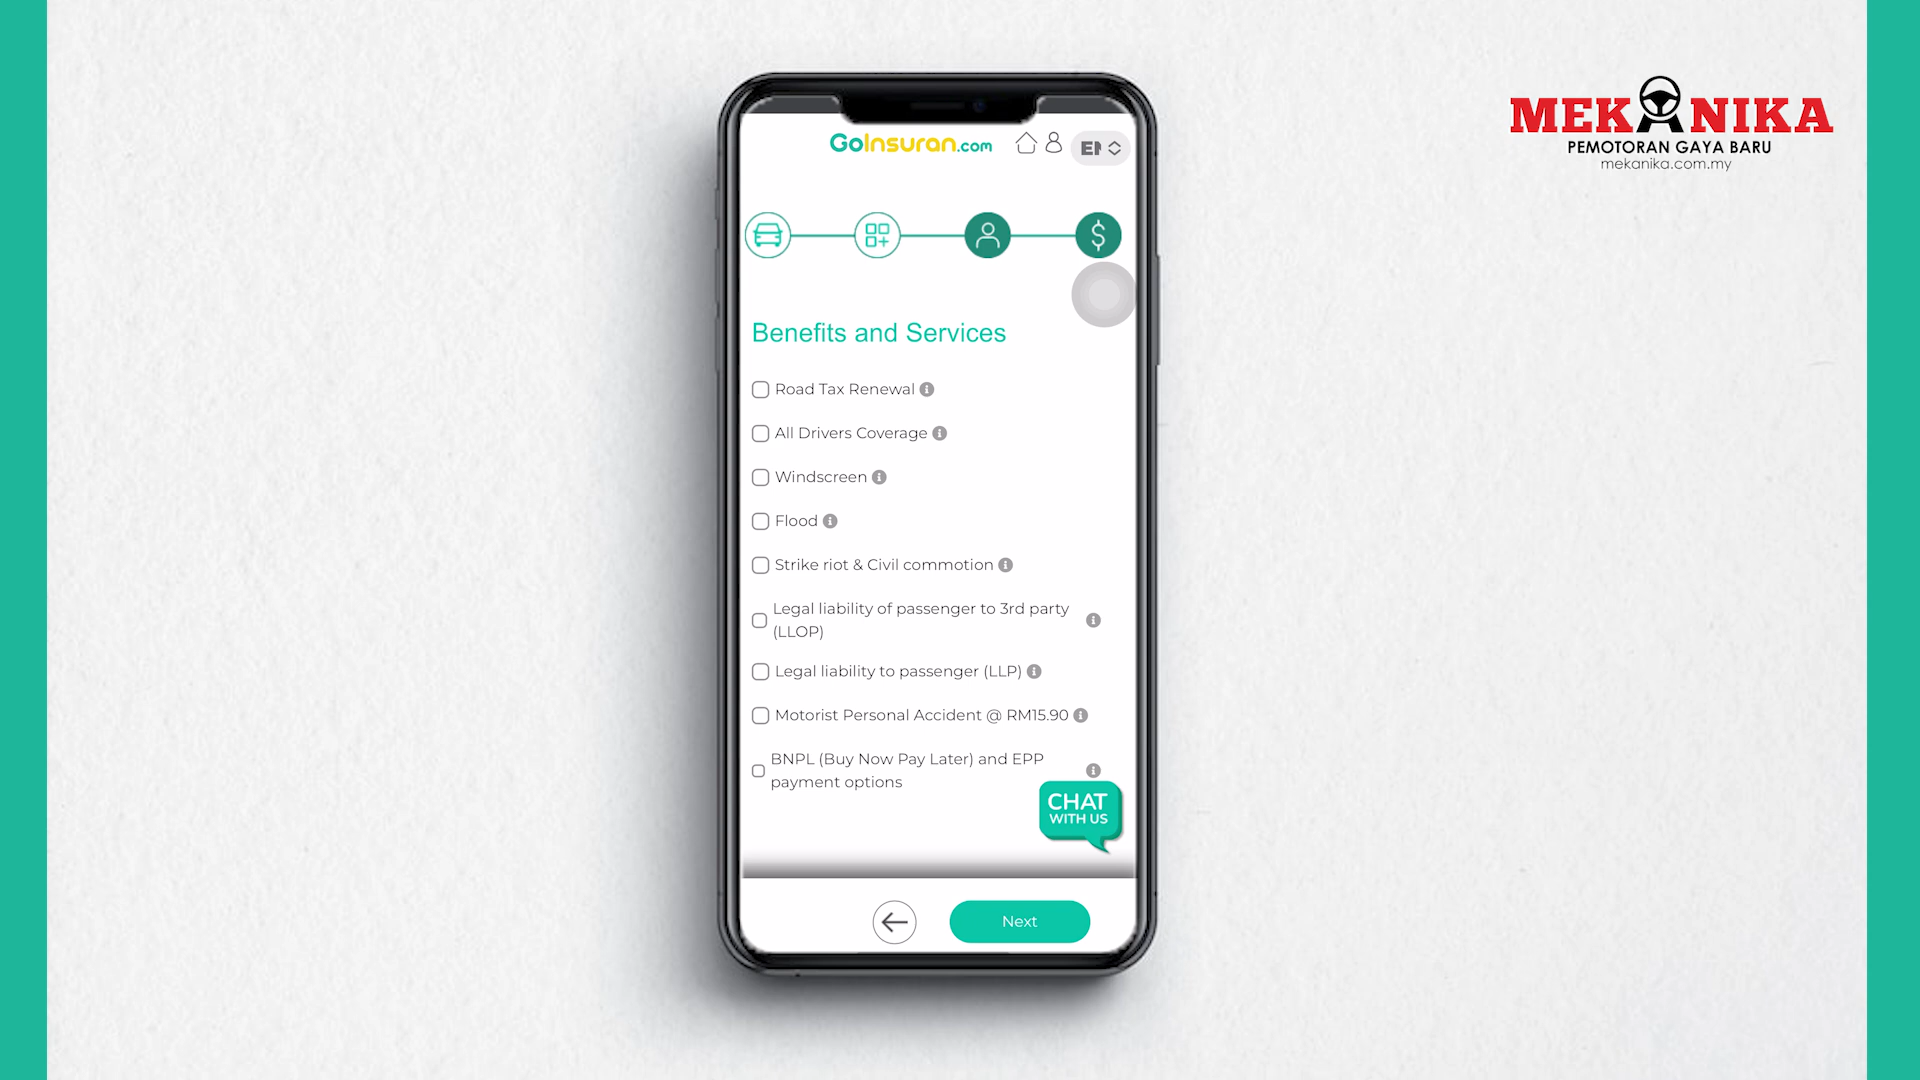 MEKANIKA
PEMOTORAN GAYA BARU
mekanika.com.my
GoInsuran.com
Benefits and Services
Road Tax Renewal
All Drivers Coverage
Windscreen
Flood
Strike riot & Civil commotion
Legal liability of passenger to 3rd party
(LLOP)
Legal liability to passenger (LLP)
Motorist Personal Accident @ RM15.90
BNPL (Buy Now Pay Later) and EPP
payment options
CHAT
WITH US
Next